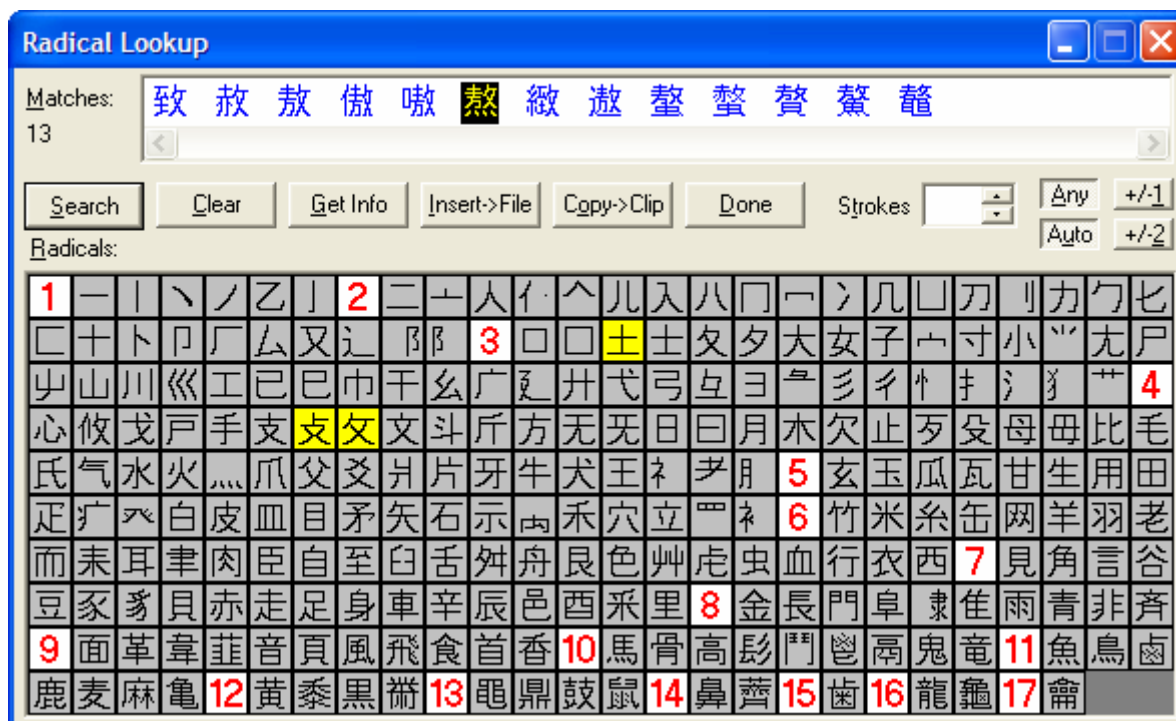 Radical Lookup
Matches:
13
致 赦 敖 傲 嗷 熬 緻 遨 鏊 螯 贅 驁 鼇
Search Clear Get Info Insert->File Copy->Clip Done Strokes Any +/-1
Auto +/-2
Radicals:
1 一 丨 丶 ノ 乙 亅 2 二 亠 人 亻 𠆢 儿 入 八 冂 冖 冫 几 凵 刀 刂 力 勹 匕
匚 十 卜 卩 厂 厶 又 辶 阝 阝 3 口 囗 土 士 夂 夕 大 女 子 宀 寸 小 ⺌ 尢 尸
屮 山 川 巛 工 已 巳 巾 干 幺 广 廴 廾 弋 弓 彑 ヨ 彡 彳 忄 扌 氵 犭 艹 4
心 攸 戈 戸 手 支 攴 攵 文 斗 斤 方 无 旡 日 曰 月 木 欠 止 歹 殳 母 毋 比 毛
氏 气 水 火 灬 爪 父 爻 爿 片 牙 牛 犬 王 礻 耂 月 5 玄 玉 瓜 瓦 甘 生 用 田
疋 疒 癶 白 皮 皿 目 矛 矢 石 示 禸 禾 穴 立 罒 衤 6 竹 米 糸 缶 网 羊 羽 老
而 耒 耳 聿 肉 臣 自 至 臼 舌 舛 舟 艮 色 艸 虍 虫 血 行 衣 西 7 見 角 言 谷
豆 豕 豸 貝 赤 走 足 身 車 辛 辰 邑 酉 釆 里 8 金 長 門 阜 隶 隹 雨 青 非 斉
9 面 革 韋 韭 音 頁 風 飛 食 首 香 10 馬 骨 高 髟 鬥 鬯 鬲 鬼 竜 11 魚 鳥 鹵
鹿 麦 麻 亀 12 黄 黍 黒 黹 13 黽 鼎 鼓 鼠 14 鼻 齊 15 歯 16 龍 龜 17 龠